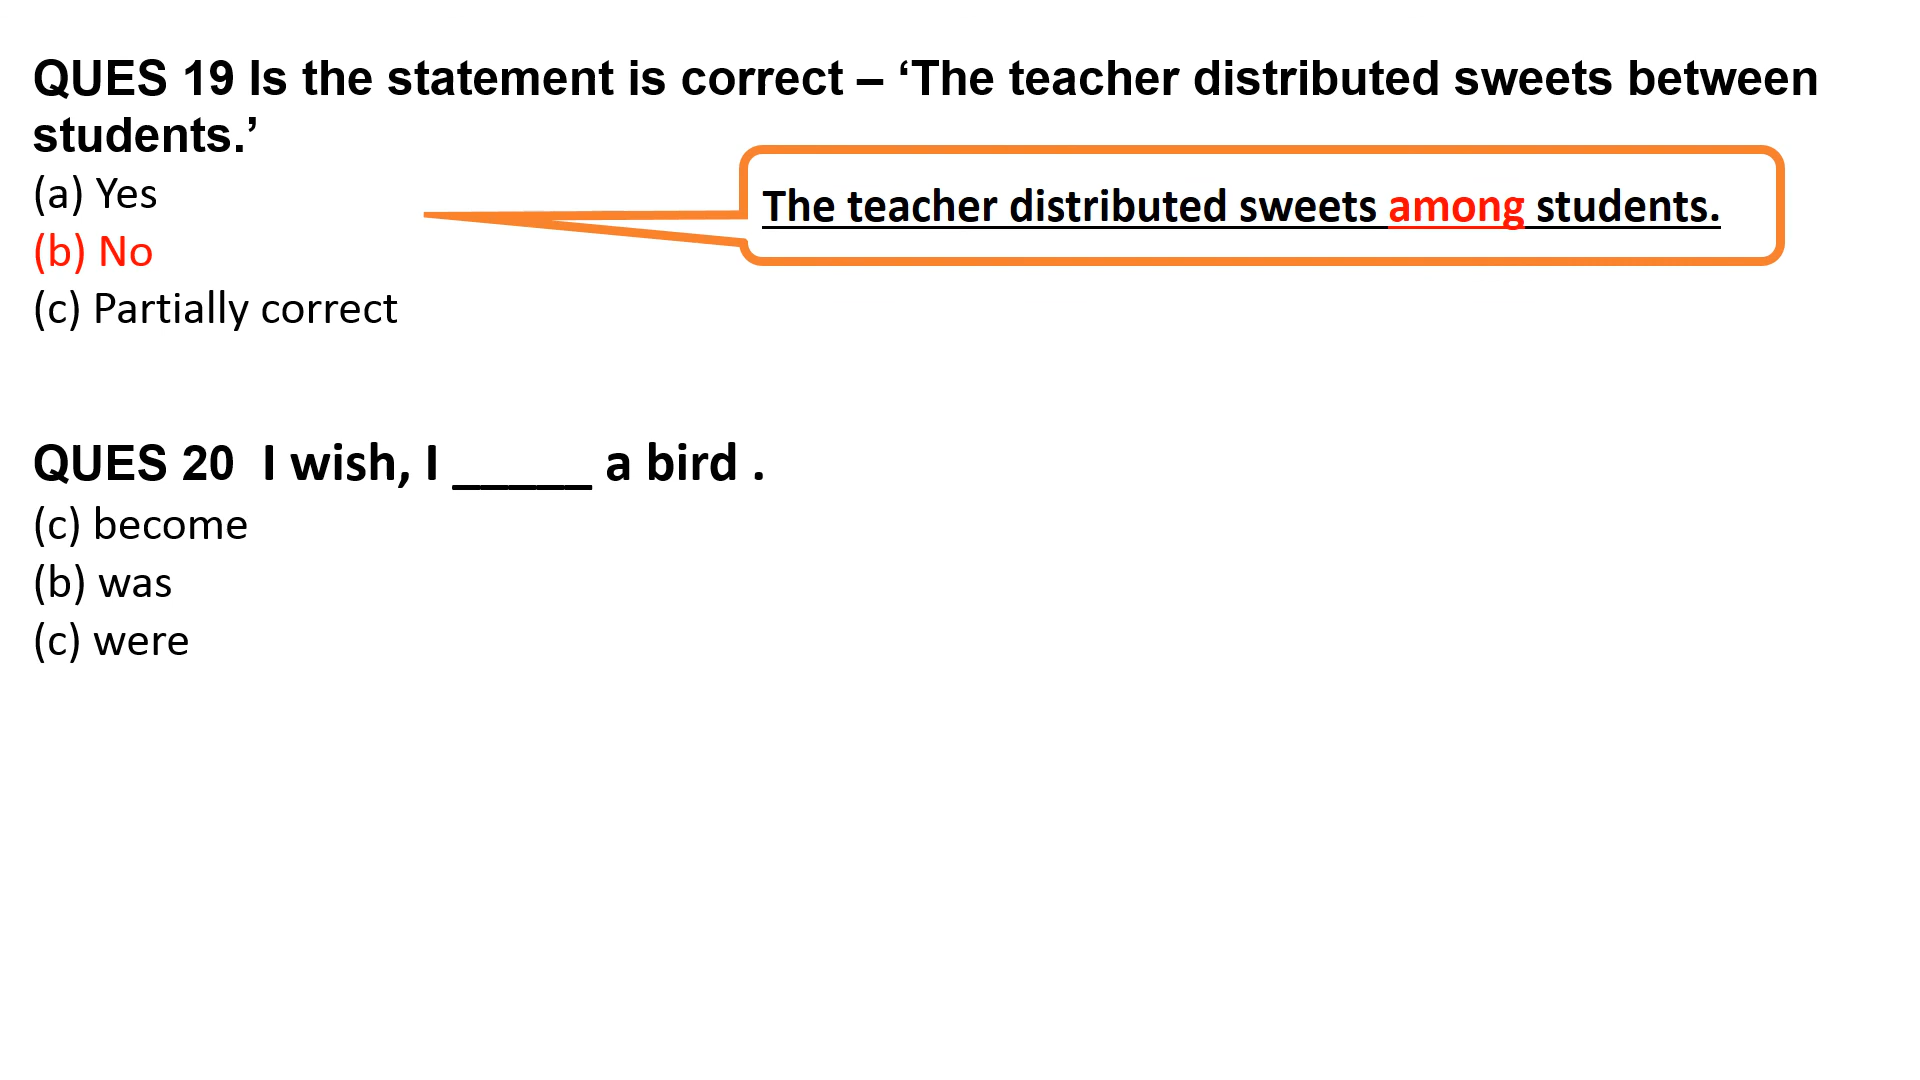 QUES 19 Is the statement is correct – ‘The teacher distributed sweets between
students.’
(a) Yes
The teacher distributed sweets among students.
(b) No
(c) Partially correct
QUES 20 I wish, I _____ a bird .
(c) become
(b) was
(c) were